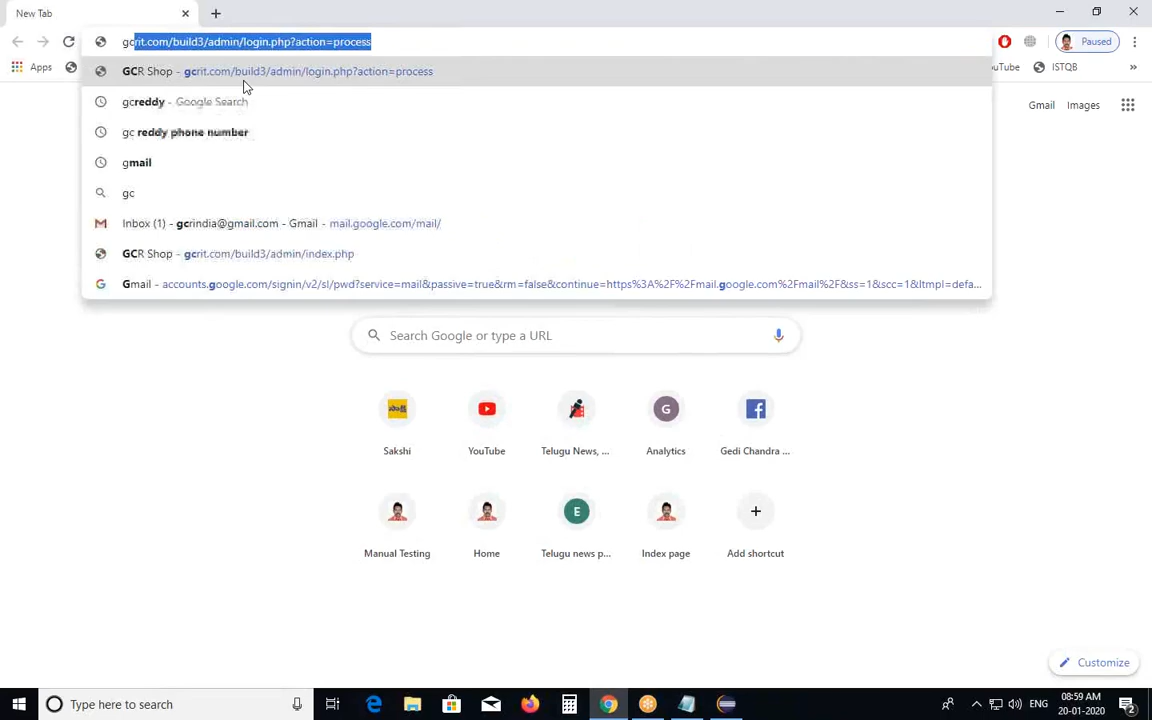 New Tab
gcrit.com/build3/admin/login.php?action=process
Paused
Apps
uTube
ISTQB
»
GCR Shop - gcrit.com/build3/admin/login.php?action=process
gcreddy - Google Search
gc reddy phone number
gmail
gc
Inbox (1) - gcrindia@gmail.com - Gmail - mail.google.com/mail/
GCR Shop - gcrit.com/build3/admin/index.php
Gmail - accounts.google.com/signin/v2/sl/pwd?service=mail&passive=true&rm=false&continue=https%3A%2F%2Fmail.google.com%2Fmail%2F&ss=1&scc=1&ltmpl=defa...
Gmail Images
Search Google or type a URL
Sakshi
YouTube
Telugu News, ...
G
Analytics
Gedi Chandra ...
Manual Testing
Home
E
Telugu news p...
Index page
Add shortcut
Customize
Type here to search
ENG
08:59 AM
20-01-2020
2